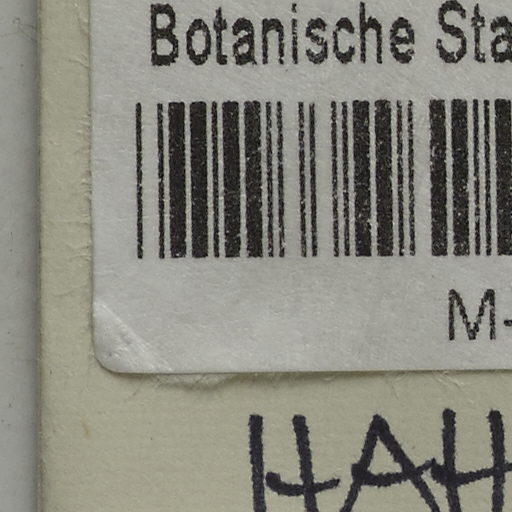 Botanische Sta
M-
HAH